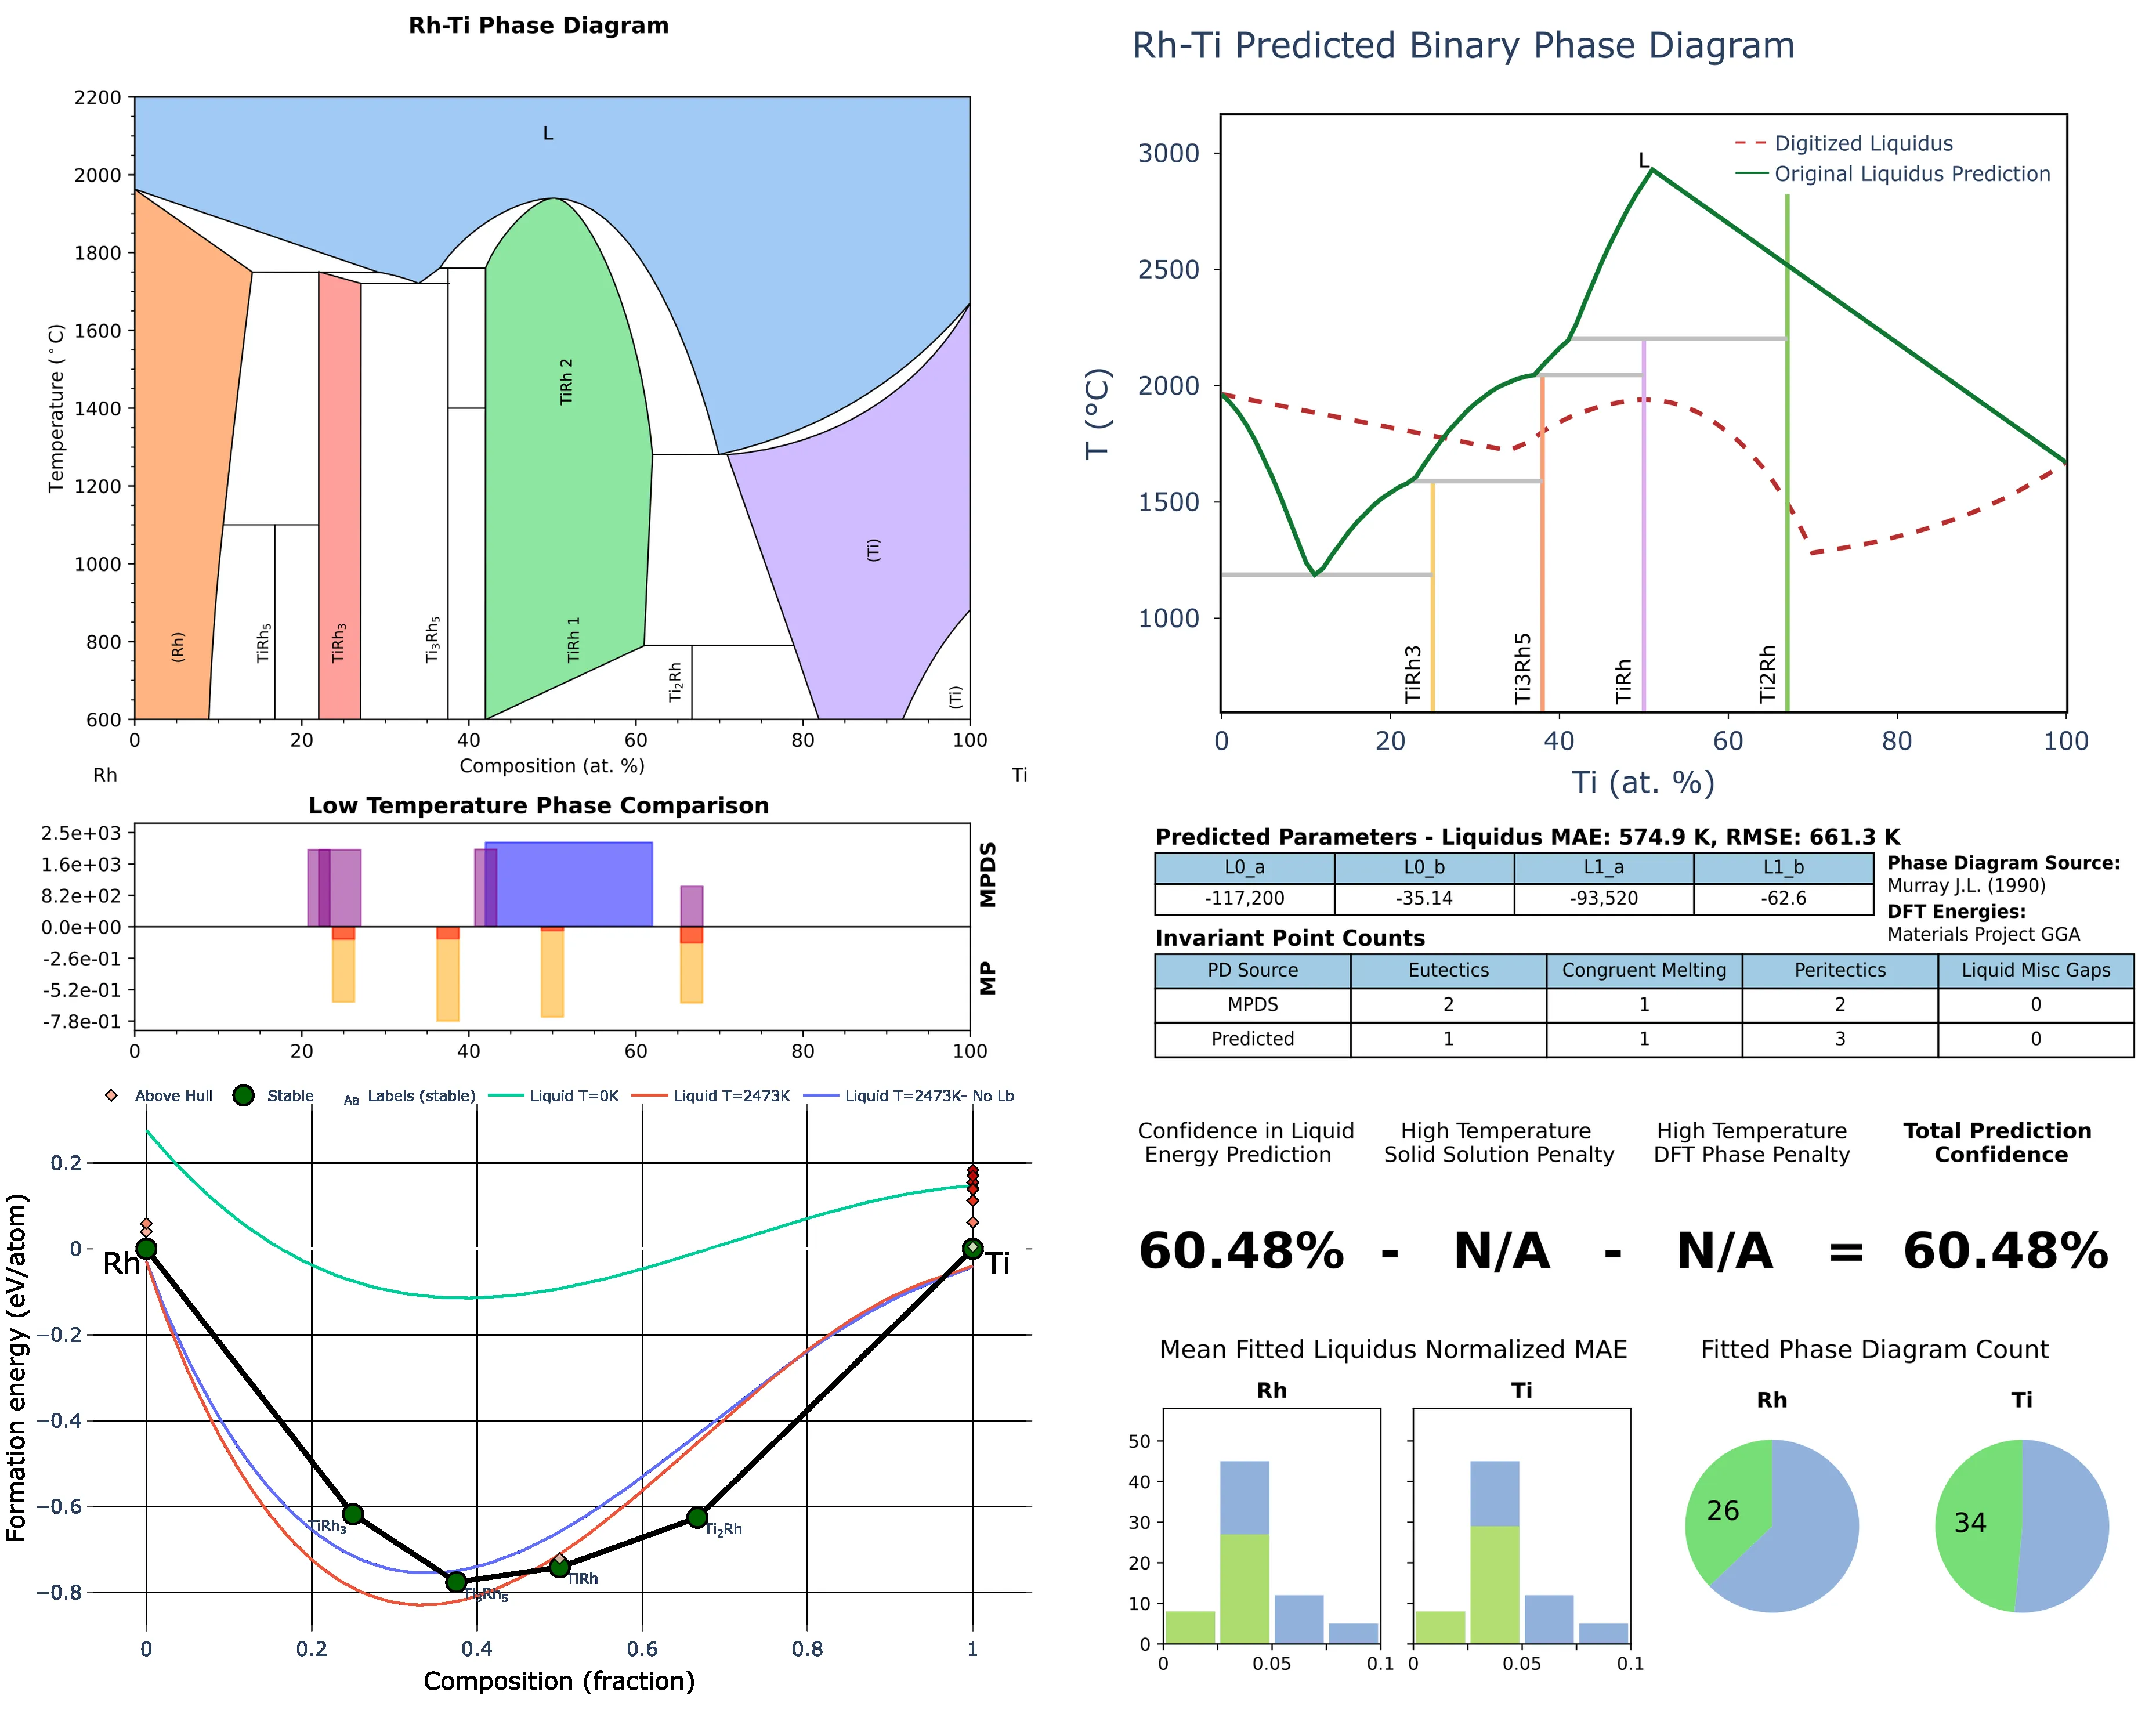 Rh-Ti Phase Diagram
2200
2000
1800
1600
1400
1200
1000
800
600
Temperature (°C)
L
(Rh)
TiRh5
TiRh3
Ti3Rh5
TiRh 2
TiRh 1
Ti2Rh
(Ti)
(Ti)
0 20 40 60 80 100
Composition (at. %)
Rh Ti
Low Temperature Phase Comparison
2.5e+03
1.6e+03
8.2e+02
0.0e+00
-2.6e-01
-5.2e-01
-7.8e-01
MPDS
MP
0 20 40 60 80 100
Above Hull Stable Aa Labels (stable) Liquid T=0K Liquid T=2473K Liquid T=2473K- No Lb
0.2
0
−0.2
−0.4
−0.6
−0.8
Formation energy (eV/atom)
Rh
Ti
TiRh3
Ti3Rh5
TiRh
Ti2Rh
0 0.2 0.4 0.6 0.8 1
Composition (fraction)
Rh-Ti Predicted Binary Phase Diagram
3000
2500
2000
1500
1000
T (°C)
L
Digitized Liquidus
Original Liquidus Prediction
TiRh3
Ti3Rh5
TiRh
Ti2Rh
0 20 40 60 80 100
Ti (at. %)
Predicted Parameters - Liquidus MAE: 574.9 K, RMSE: 661.3 K
L0_a L0_b L1_a L1_b
-117,200 -35.14 -93,520 -62.6
Phase Diagram Source:
Murray J.L. (1990)
DFT Energies:
Materials Project GGA
Invariant Point Counts
PD Source Eutectics Congruent Melting Peritectics Liquid Misc Gaps
MPDS 2 1 2 0
Predicted 1 1 3 0
Confidence in Liquid
Energy Prediction
High Temperature
Solid Solution Penalty
High Temperature
DFT Phase Penalty
Total Prediction
Confidence
60.48% - N/A - N/A = 60.48%
Mean Fitted Liquidus Normalized MAE
Rh Ti
50
40
30
20
10
0
0 0.05 0.1
0 0.05 0.1
Fitted Phase Diagram Count
Rh Ti
26 34